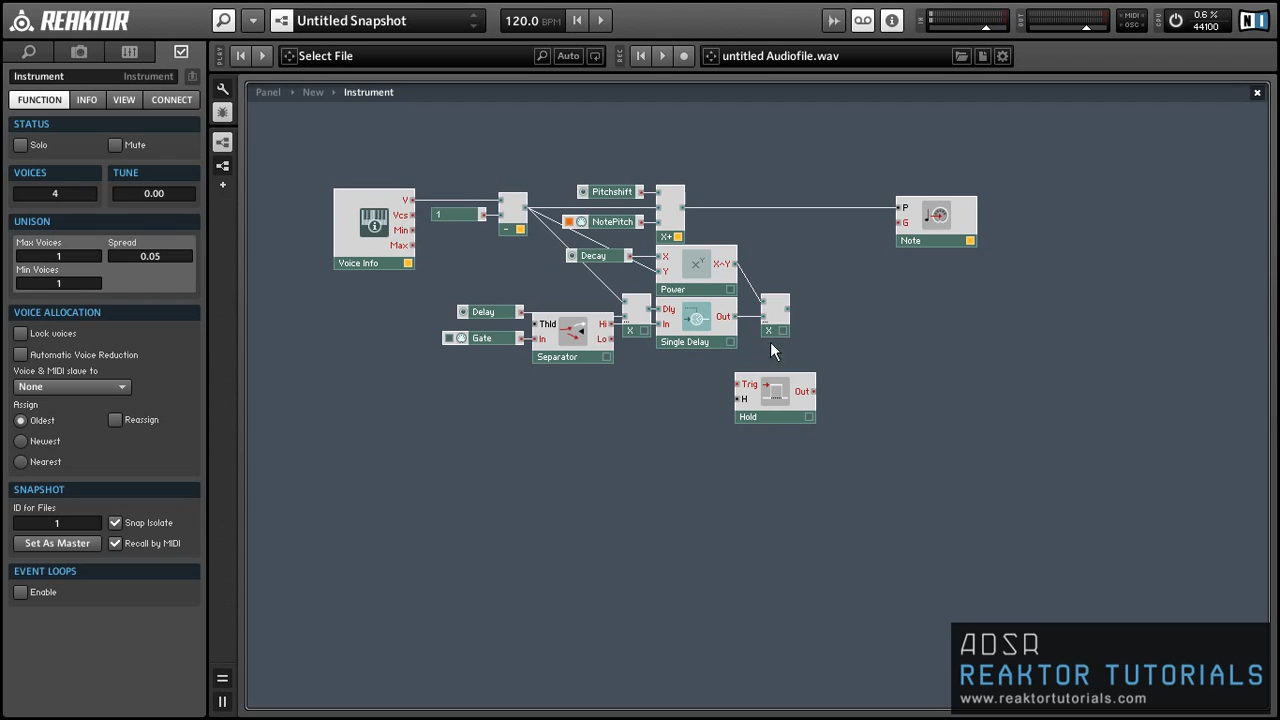 REAKTOR
Untitled Snapshot
120.0 BPM
MIDI
OSC
IN
OUT
CPU
0.6 %
44100
PLAY
Select File
Auto
REC
untitled Audiofile.wav
Instrument
Instrument
FUNCTION
INFO
VIEW
CONNECT
STATUS
Solo
Mute
VOICES
TUNE
4
0.00
UNISON
Max Voices
Spread
1
0.05
Min Voices
1
VOICE ALLOCATION
Lock voices
Automatic Voice Reduction
Voice & MIDI slave to
None
Assign
Oldest
Reassign
Newest
Nearest
SNAPSHOT
ID for Files
1
Snap Isolate
Set As Master
Recall by MIDI
EVENT LOOPS
Enable
Panel
New
Instrument
V
Vcs
Min
Max
Voice Info
1
-
Pitchshift
NotePitch
X+
Decay
X
Y
X^Y
Power
P
G
Note
Delay
Gate
Thld
In
Hi
Lo
Separator
...
X
Dly
In
Out
Single Delay
...
X
Trig
H
Out
Hold
ADSR
REAKTOR TUTORIALS
www.reaktortutorials.com